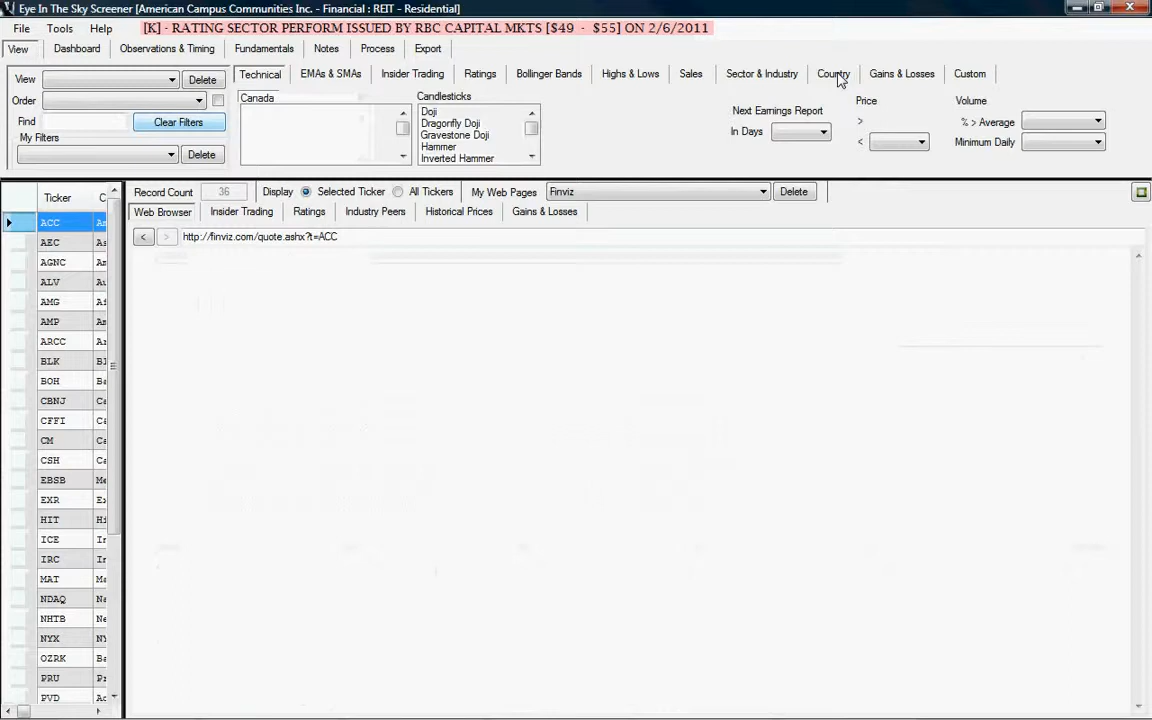 Eye In The Sky Screener [American Campus Communities Inc. - Financial : REIT - Residential]
File Tools Help [K] - RATING SECTOR PERFORM ISSUED BY RBC CAPITAL MKTS [$49 - $55] ON 2/6/2011
View Dashboard Observations & Timing Fundamentals Notes Process Export
View Delete
Order
Find Clear Filters
My Filters
Delete
Technical EMAs & SMAs Insider Trading Ratings Bollinger Bands Highs & Lows Sales Sector & Industry Country Gains & Losses Custom
Canada
Candlesticks
Doji
Dragonfly Doji
Gravestone Doji
Hammer
Inverted Hammer
Next Earnings Report
In Days
Price
>
<
Volume
% > Average
Minimum Daily
Record Count 36 Display Selected Ticker All Tickers My Web Pages Finviz Delete
Web Browser Insider Trading Ratings Industry Peers Historical Prices Gains & Losses
< > http://finviz.com/quote.ashx?t=ACC
Ticker C
ACC
AEC
AGNC
ALV
AMG
AMP
ARCC
BLK
BOH
CBNJ
CFFI
CM
CSH
EBSB
EXR
HIT
ICE
IRC
MAT
NDAQ
NHTB
NYX
OZRK
PRU
PVD